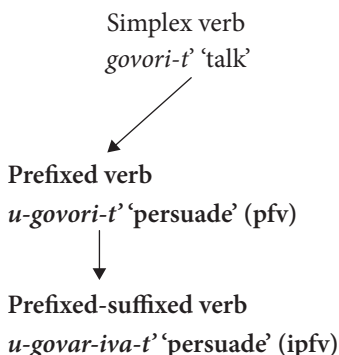 Simplex verb
govori-t’ ‘talk’
Prefixed verb
u-govori-t’ ‘persuade’ (pfv)
Prefixed-suffixed verb
u-govar-iva-t’ ‘persuade’ (ipfv)